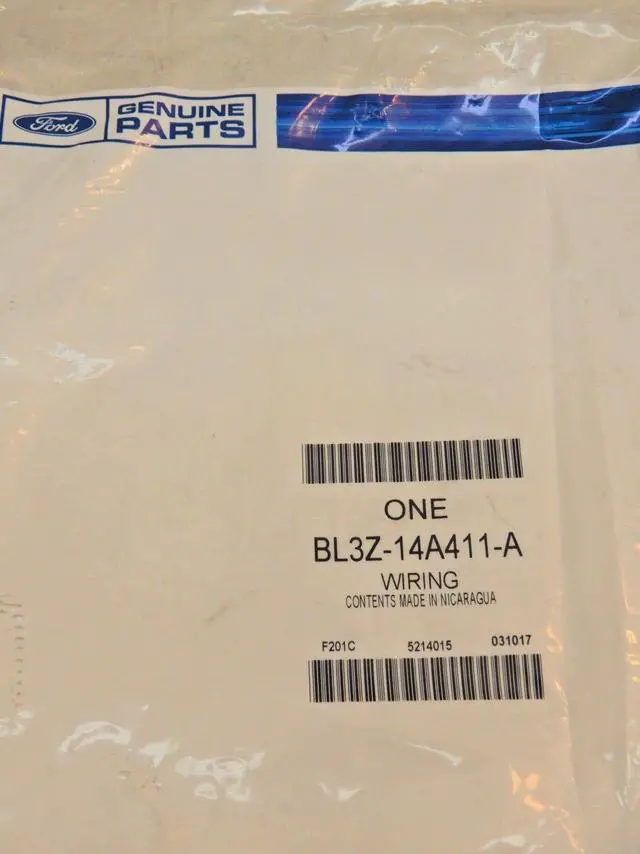 Ford
GENUINE
PARTS
ONE
BL3Z-14A411-A
WIRING
CONTENTS MADE IN NICARAGUA
F201C 5214015 031017